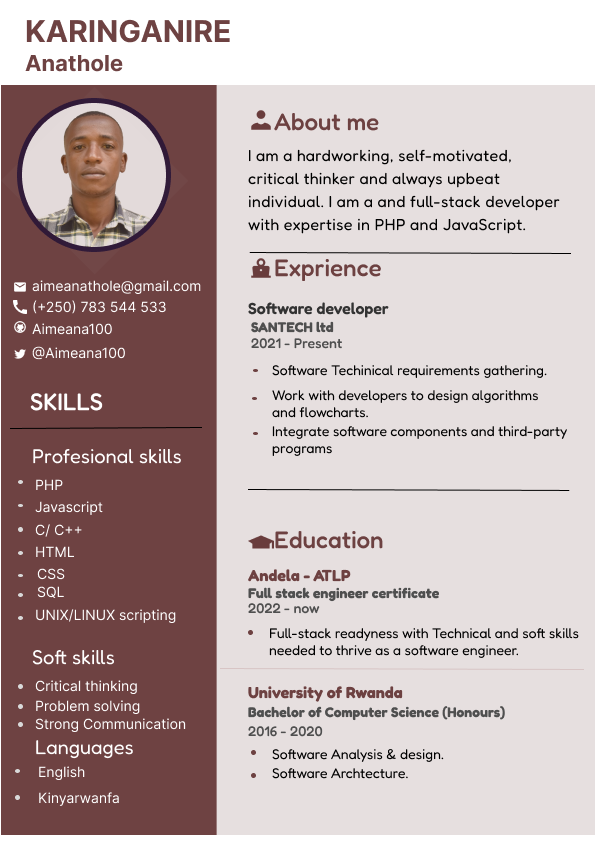 KARINGANIRE
Anathole
aimeanathole@gmail.com
(+250) 783 544 533
Aimeana100
@Aimeana100
SKILLS
Profesional skills
PHP
Javascript
C/ C++
HTML
CSS
SQL
UNIX/LINUX scripting
Soft skills
Critical thinking
Problem solving
Strong Communication
Languages
English
Kinyarwanfa
About me
I am a hardworking, self-motivated,
critical thinker and always upbeat
individual. I am a and full-stack developer
with expertise in PHP and JavaScript.
Exprience
Software developer
SANTECH ltd
2021 - Present
Software Techinical requirements gathering.
Work with developers to design algorithms
and flowcharts.
Integrate software components and third-party
programs
Education
Andela - ATLP
Full stack engineer certificate
2022 - now
Full-stack readyness with Technical and soft skills
needed to thrive as a software engineer.
University of Rwanda
Bachelor of Computer Science (Honours)
2016 - 2020
Software Analysis & design.
Software Archtecture.